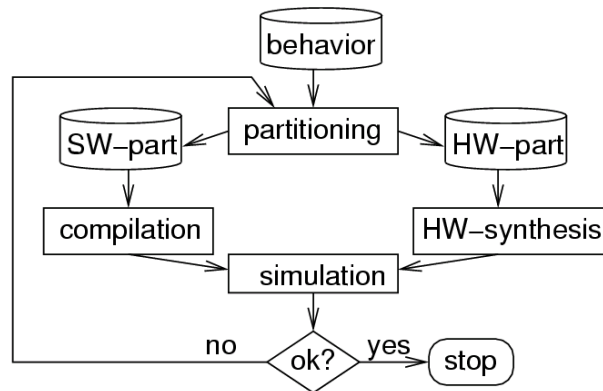 behavior
partitioning
SW–part
HW–part
compilation
HW–synthesis
simulation
no
ok?
yes
stop